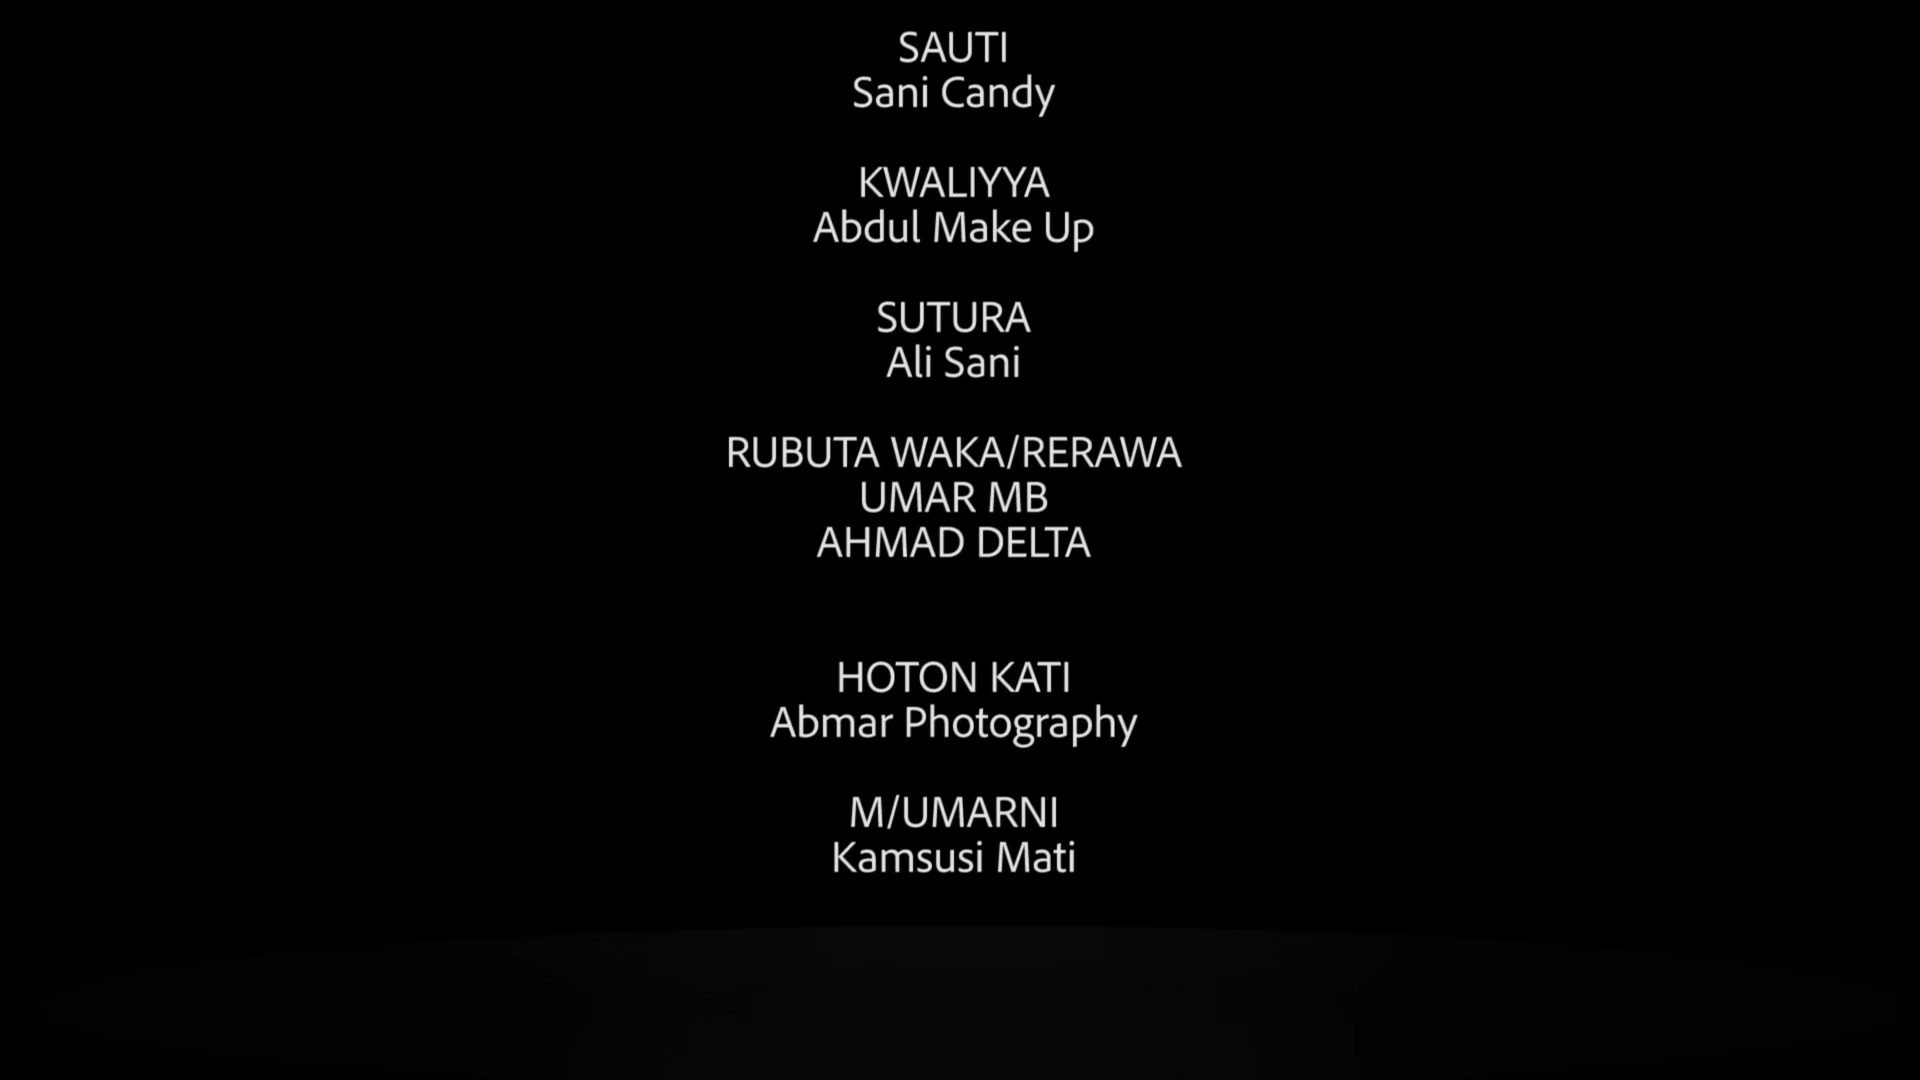 SAUTI
Sani Candy
KWALIYYA
Abdul Make Up
SUTURA
Ali Sani
RUBUTA WAKA/RERAWA
UMAR MB
AHMAD DELTA
HOTON KATI
Abmar Photography
M/UMARNI
Kamsusi Mati